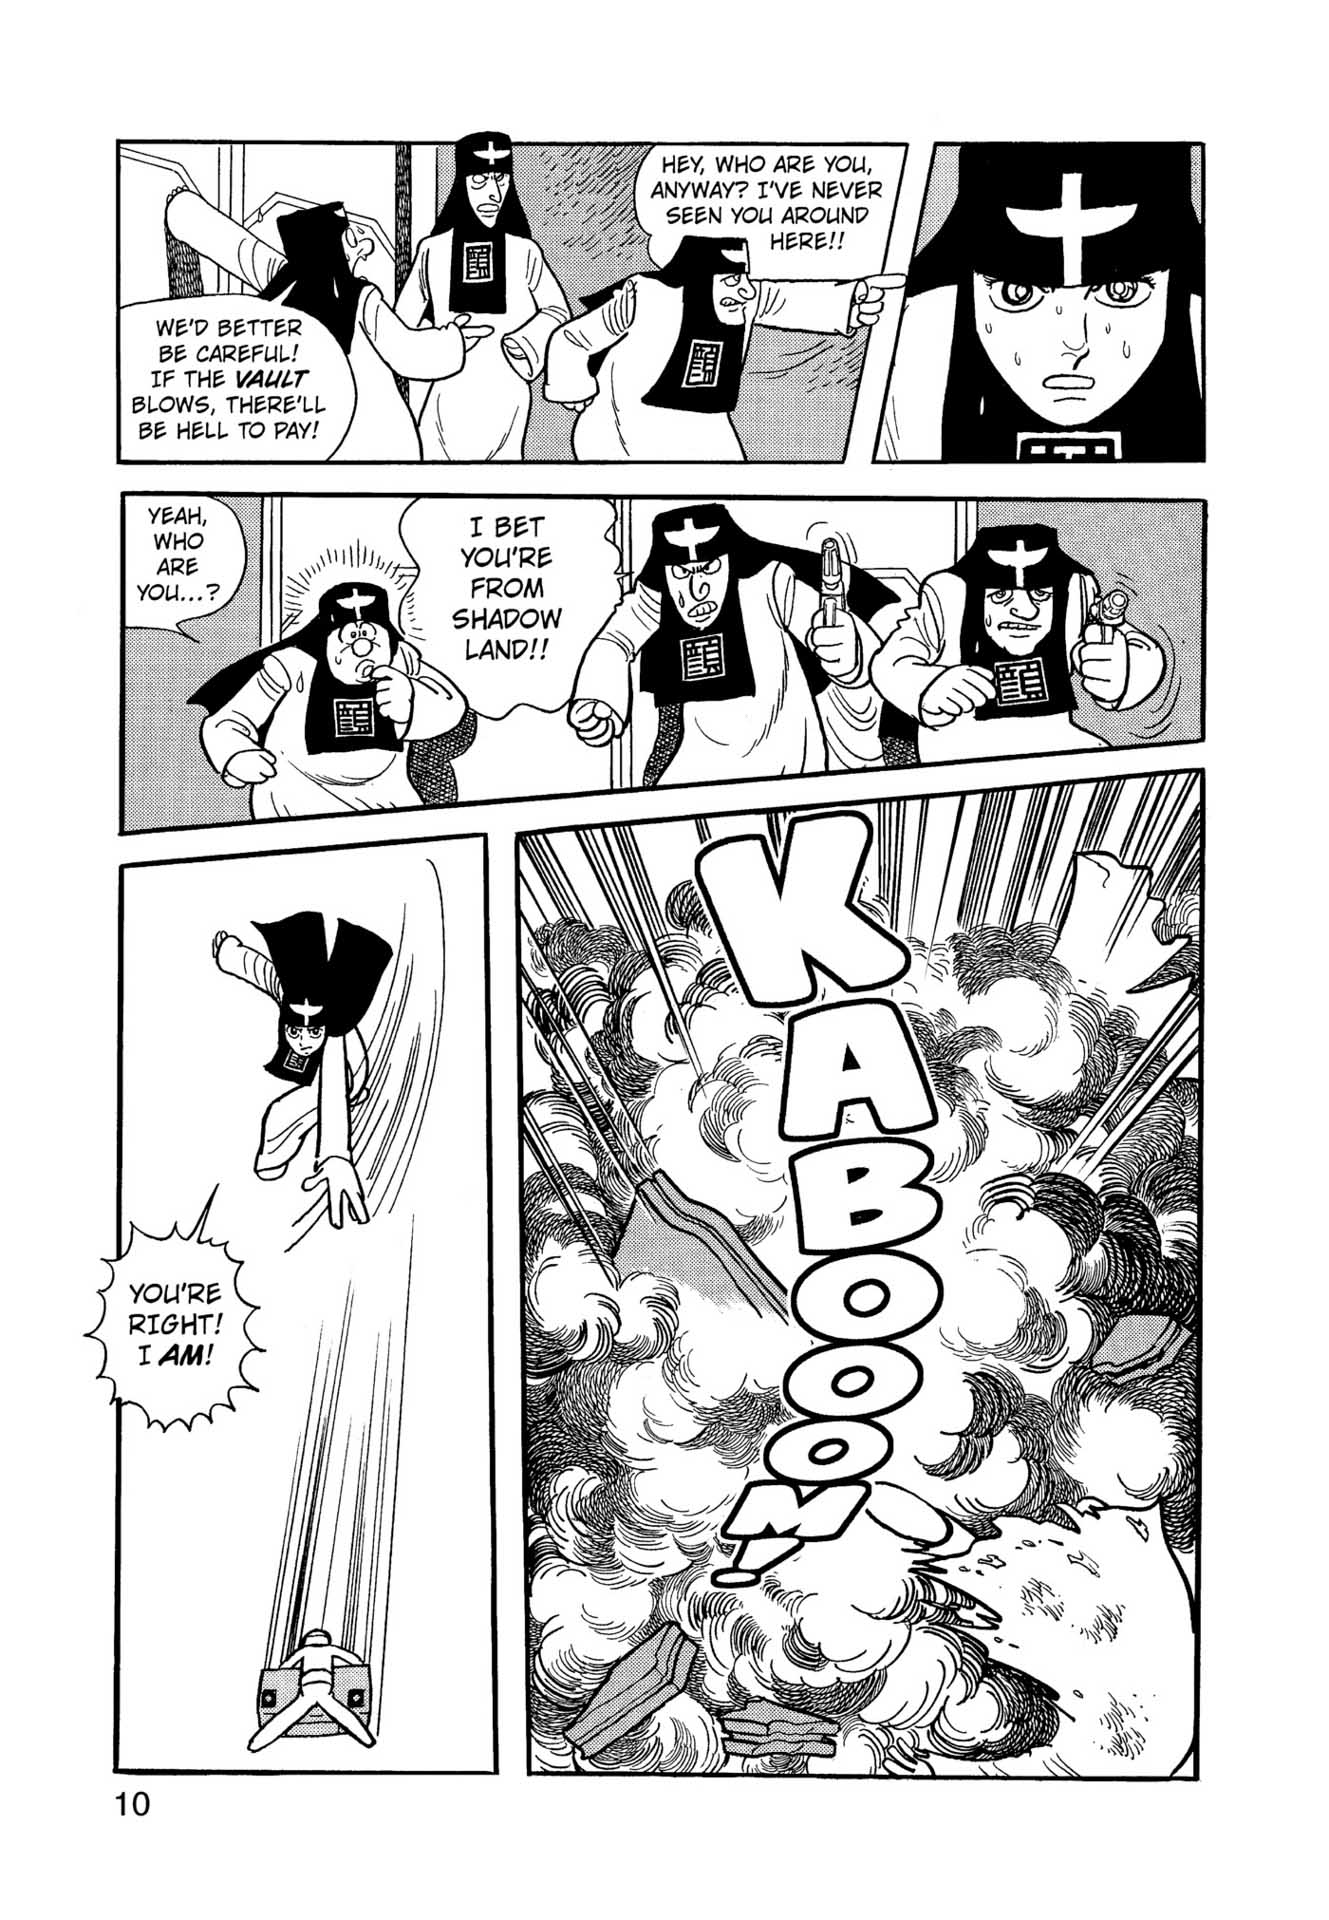 WE'D BETTER
BE CAREFUL!
IF THE VAULT
BLOWS, THERE'LL
BE HELL TO PAY!
HEY, WHO ARE YOU,
ANYWAY? I'VE NEVER
SEEN YOU AROUND
HERE!!
YEAH,
WHO
ARE
YOU...?
I BET
YOU'RE
FROM
SHADOW
LAND!!
YOU'RE
RIGHT!
I AM!
KABOOOM!
10